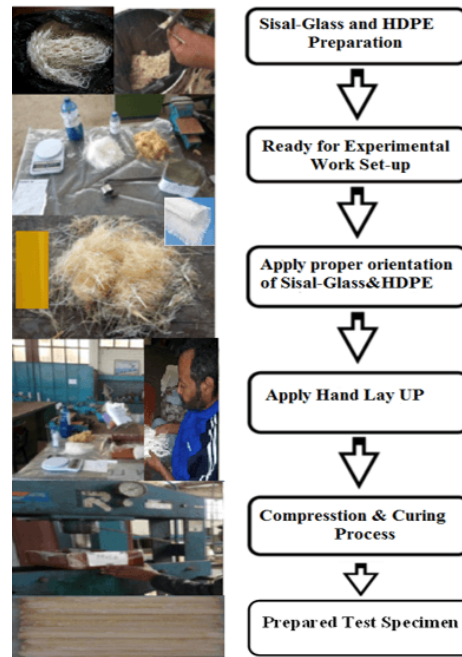 Sisal-Glass and HDPE
Preparation
Ready for Experimental
Work Set-up
Apply proper orientation
of Sisal-Glass&HDPE
Apply Hand Lay UP
Compresstion & Curing
Process
Prepared Test Specimen